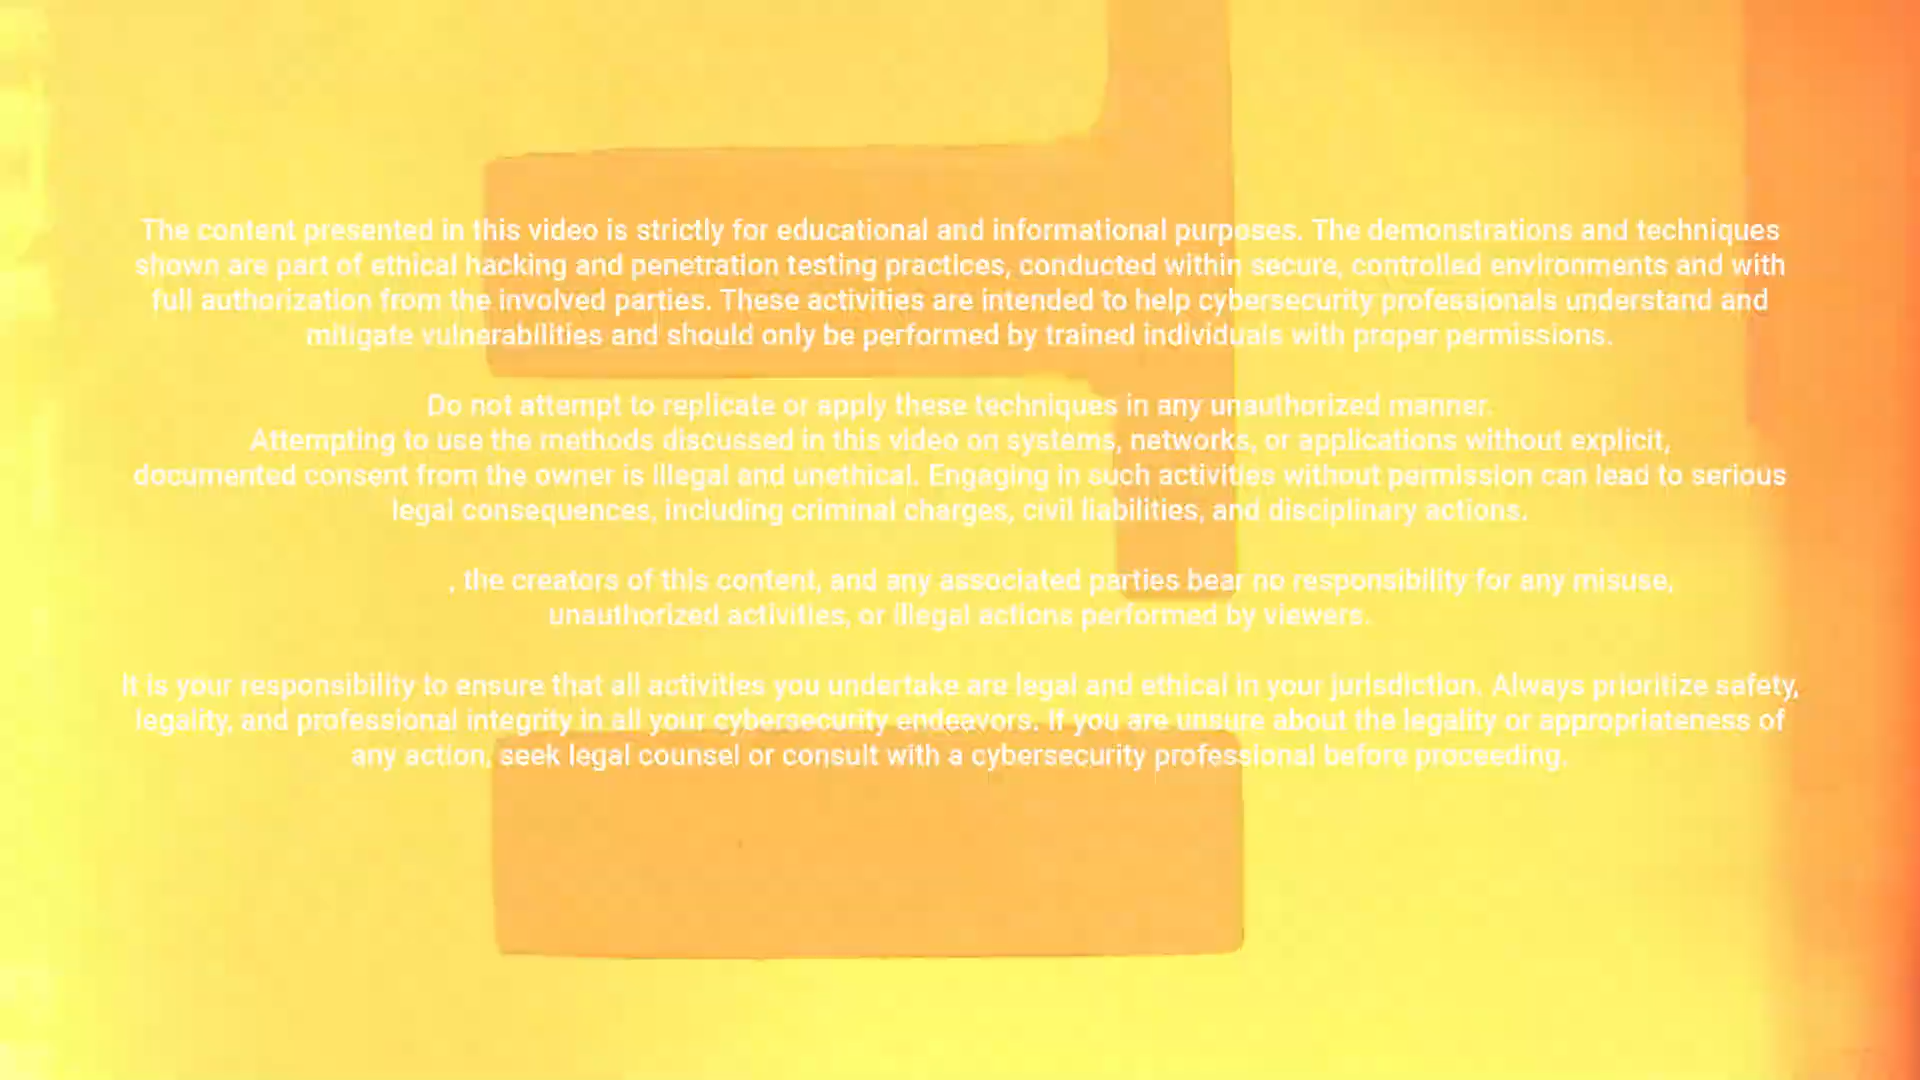 The content presented in this video is strictly for educational and informational purposes. The demonstrations and techniques
shown are part of ethical hacking and penetration testing practices, conducted within secure, controlled environments and with
full authorization from the involved parties. These activities are intended to help cybersecurity professionals understand and
mitigate vulnerabilities and should only be performed by trained individuals with proper permissions.
Do not attempt to replicate or apply these techniques in any unauthorized manner.
Attempting to use the methods discussed in this video on systems, networks, or applications without explicit,
documented consent from the owner is illegal and unethical. Engaging in such activities without permission can lead to serious
legal consequences, including criminal charges, civil liabilities, and disciplinary actions.
, the creators of this content, and any associated parties bear no responsibility for any misuse,
unauthorized activities, or illegal actions performed by viewers.
It is your responsibility to ensure that all activities you undertake are legal and ethical in your jurisdiction. Always prioritize safety,
legality, and professional integrity in all your cybersecurity endeavors. If you are unsure about the legality or appropriateness of
any action, seek legal counsel or consult with a cybersecurity professional before proceeding.